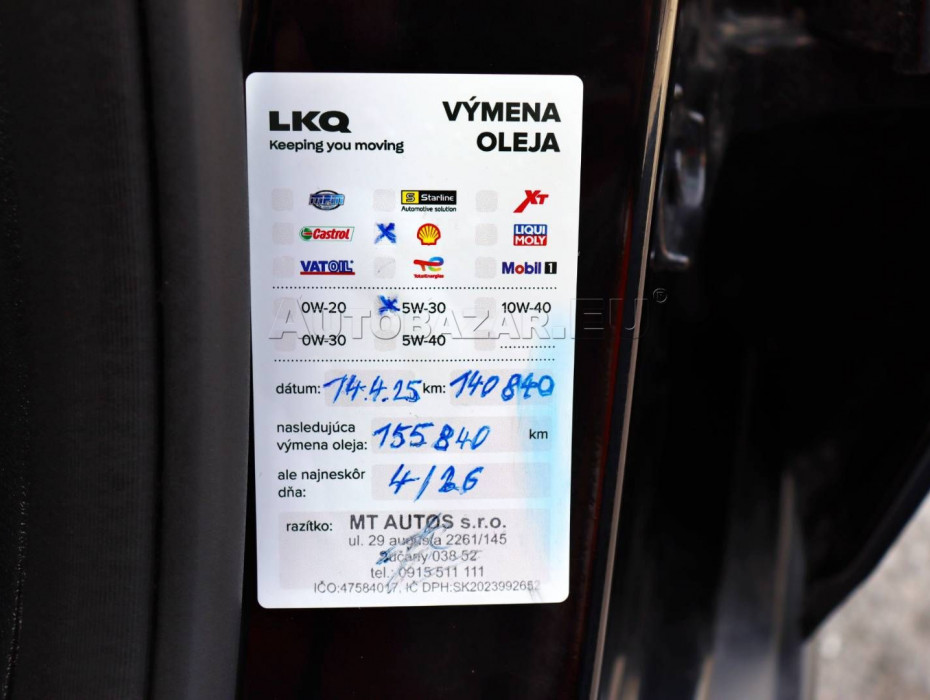 LKQ
Keeping you moving
VÝMENA
OLEJA
Starline
Automotive solution
XT
Castrol
LIQUI
MOLY
VATOIL
TotalEnergies
Mobil 1
0W-20
5W-30
10W-40
0W-30
5W-40
AUTOBAZAR.EU
dátum: 14.4.25 km: 140 840
nasledujúca
výmena oleja: 155 840 km
ale najneskôr
dňa: 4/26
razítko: MT AUTOS s.r.o.
ul. 29 augusta 2261/145
038 52
tel.: 0915 511 111
IČO:47584017, IČ DPH:SK2023992652